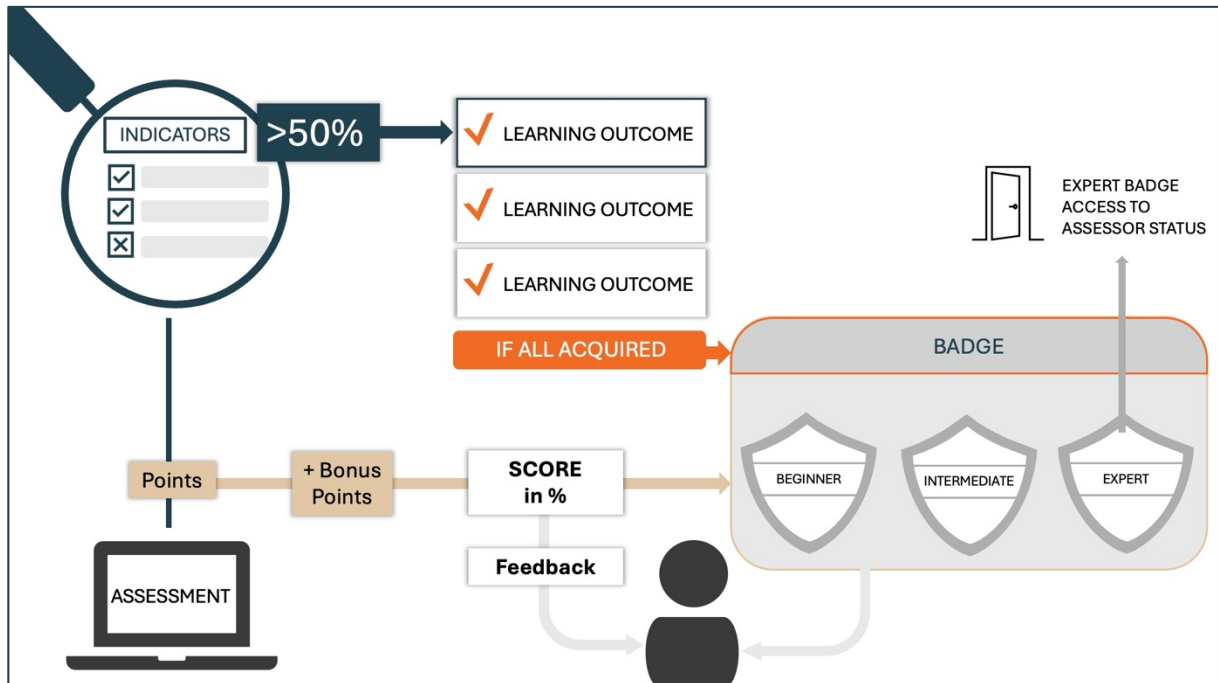 INDICATORS
>50%
LEARNING OUTCOME
LEARNING OUTCOME
LEARNING OUTCOME
IF ALL ACQUIRED
EXPERT BADGE
ACCESS TO
ASSESSOR STATUS
BADGE
BEGINNER
INTERMEDIATE
EXPERT
Points
+ Bonus
Points
SCORE
in %
Feedback
ASSESSMENT